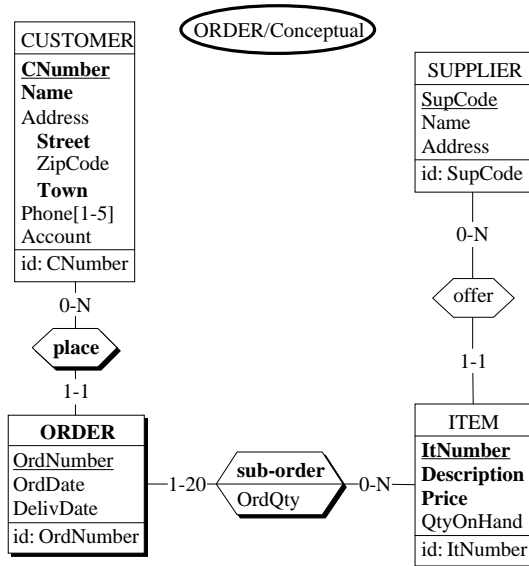 ORDER/Conceptual
CUSTOMER
CNumber
Name
Address
Street
ZipCode
Town
Phone[1-5]
Account
id: CNumber
0-N
place
1-1
ORDER
OrdNumber
OrdDate
DelivDate
id: OrdNumber
1-20
sub-order
OrdQty
0-N
SUPPLIER
SupCode
Name
Address
id: SupCode
0-N
offer
1-1
ITEM
ItNumber
Description
Price
QtyOnHand
id: ItNumber